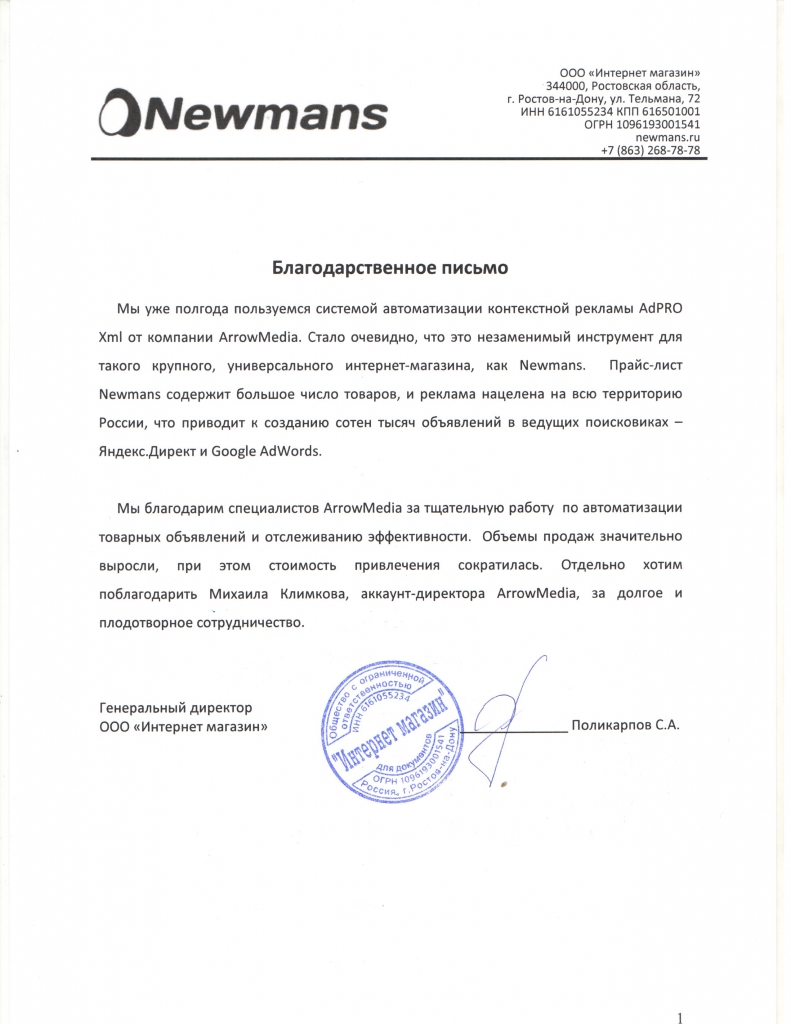 Newmans
ООО «Интернет магазин»
344000, Ростовская область,
г. Ростов-на-Дону, ул. Тельмана, 72
ИНН 6161055234 КПП 616501001
ОГРН 1096193001541
newmans.ru
+7 (863) 268-78-78
Благодарственное письмо
Мы уже полгода пользуемся системой автоматизации контекстной рекламы AdPRO
Xml от компании ArrowMedia. Стало очевидно, что это незаменимый инструмент для
такого крупного, универсального интернет-магазина, как Newmans. Прайс-лист
Newmans содержит большое число товаров, и реклама нацелена на всю территорию
России, что приводит к созданию сотен тысяч объявлений в ведущих поисковиках –
Яндекс.Директ и Google AdWords.
Мы благодарим специалистов ArrowMedia за тщательную работу по автоматизации
товарных объявлений и отслеживанию эффективности. Объемы продаж значительно
выросли, при этом стоимость привлечения сократилась. Отдельно хотим
поблагодарить Михаила Климкова, аккаунт-директора ArrowMedia, за долгое и
плодотворное сотрудничество.
Генеральный директор
ООО «Интернет магазин»
Общество с ограниченной
ответственностью
ИНН 6161055234
"Интернет магазин"
для документов
ОГРН 1096193001541
Россия, г.Ростов-на-Дону
Поликарпов С.А.
1